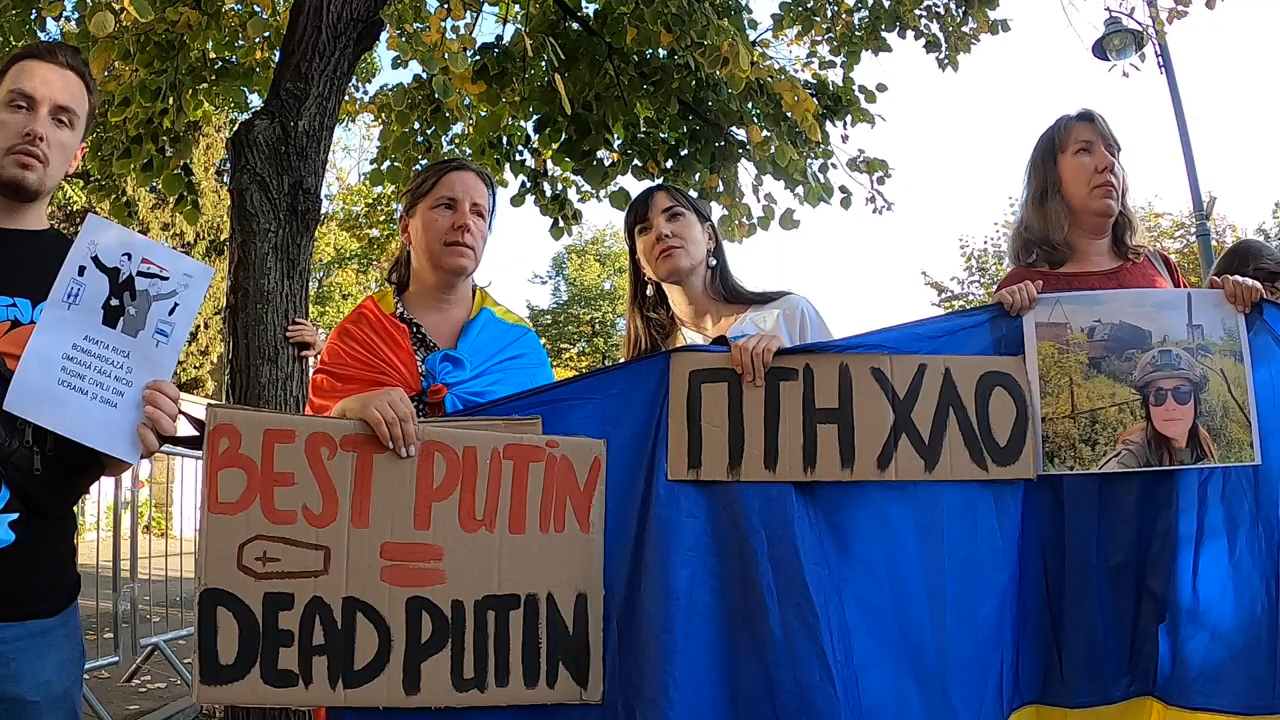 AVIAȚIA RUSĂ
BOMBARDEAZĂ ȘI
OMOARĂ FĂRĂ NICIO
RUȘINE CIVILII DIN
UCRAINA ȘI SIRIA
BEST PUTIN
=
DEAD PUTIN
ПТН ХЛО